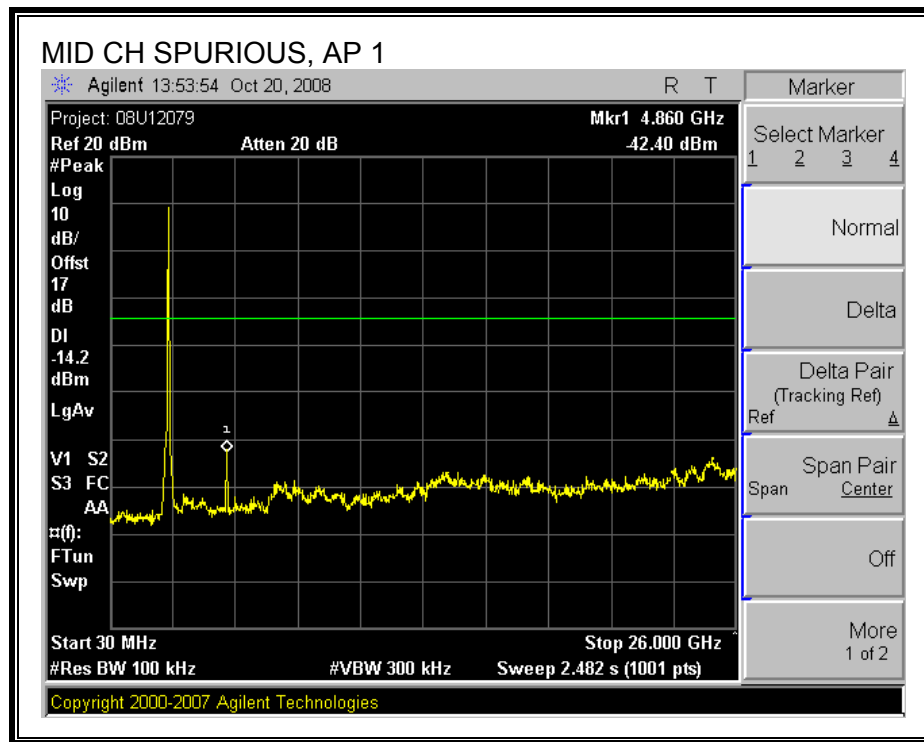 MID CH SPURIOUS, AP 1
Agilent 13:53:54 Oct 20, 2008 R T
Project: 08U12079 Mkr1 4.860 GHz
Ref 20 dBm Atten 20 dB -42.40 dBm
#Peak
Log
10
dB/
Offst
17
dB
DI
-14.2
dBm
LgAv
1
V1 S2
S3 FC
AA
¤(f):
FTun
Swp
Start 30 MHz Stop 26.000 GHz ^
#Res BW 100 kHz #VBW 300 kHz Sweep 2.482 s (1001 pts)
Copyright 2000-2007 Agilent Technologies
Marker
Select Marker
1 2 3 4
Normal
Delta
Delta Pair
(Tracking Ref)
Ref Δ
Span Pair
Span Center
Off
More
1 of 2